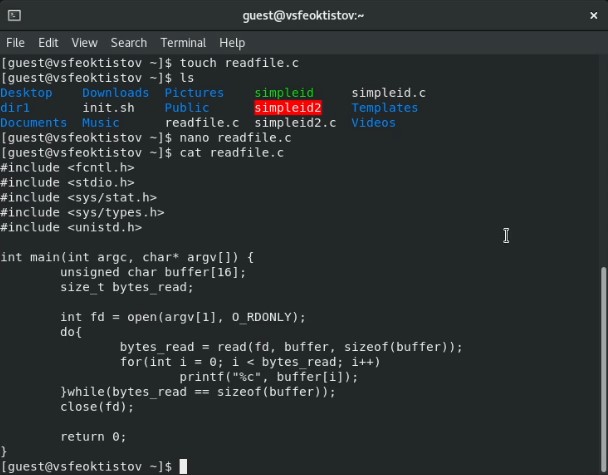 guest@vsfeoktistov:~
File Edit View Search Terminal Help
[guest@vsfeoktistov ~]$ touch readfile.c
[guest@vsfeoktistov ~]$ ls
Desktop    Downloads  Pictures    simpleid    simpleid.c
dir1       init.sh    Public      simpleid2   Templates
Documents  Music      readfile.c  simpleid2.c Videos
[guest@vsfeoktistov ~]$ nano readfile.c
[guest@vsfeoktistov ~]$ cat readfile.c
#include <fcntl.h>
#include <stdio.h>
#include <sys/stat.h>
#include <sys/types.h>
#include <unistd.h>
int main(int argc, char* argv[]) {
        unsigned char buffer[16];
        size_t bytes_read;
        int fd = open(argv[1], O_RDONLY);
        do{
                bytes_read = read(fd, buffer, sizeof(buffer));
                for(int i = 0; i < bytes_read; i++)
                        printf("%c", buffer[i]);
        }while(bytes_read == sizeof(buffer));
        close(fd);
        return 0;
}
[guest@vsfeoktistov ~]$